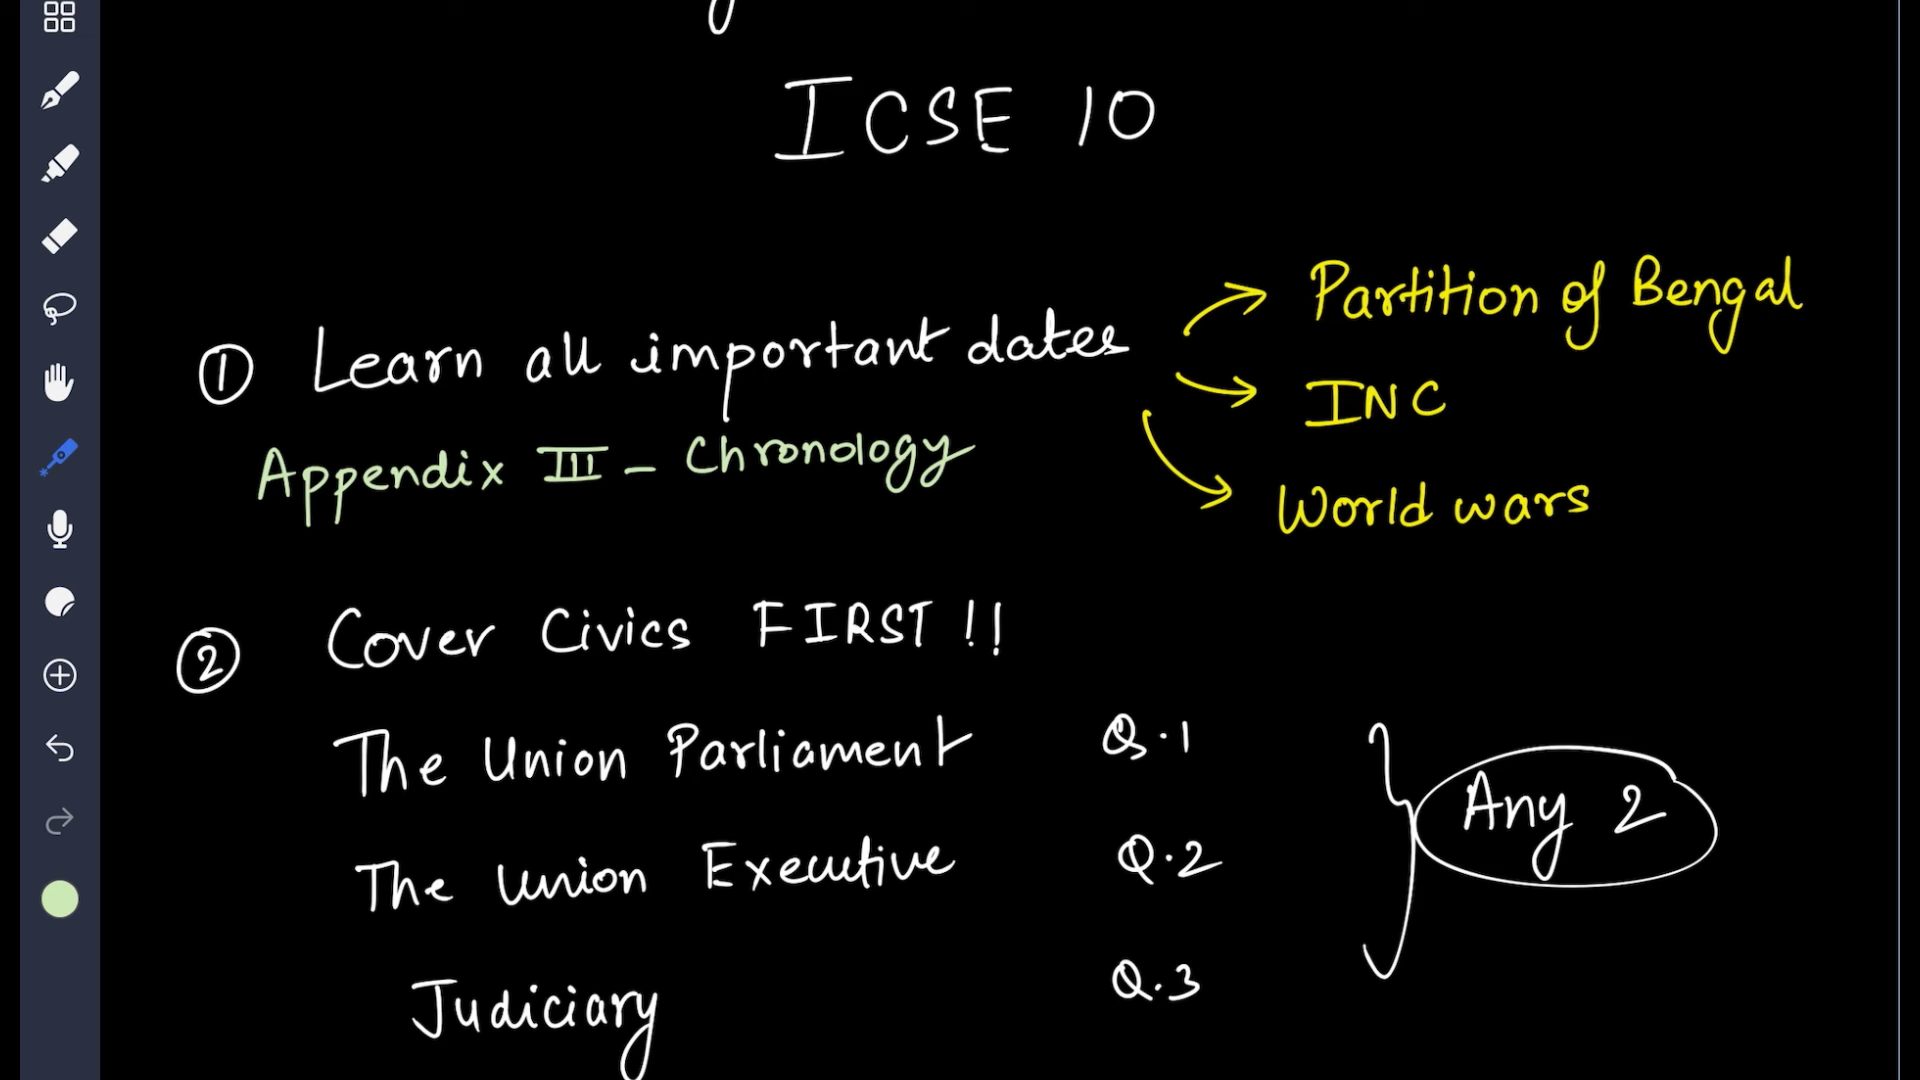 ICSE 10
① Learn all important dates
Partition of Bengal
INC
World wars
Appendix III - Chronology
② Cover Civics FIRST !!
The Union Parliament Q.1
The Union Executive Q.2
Judiciary Q.3
Any 2